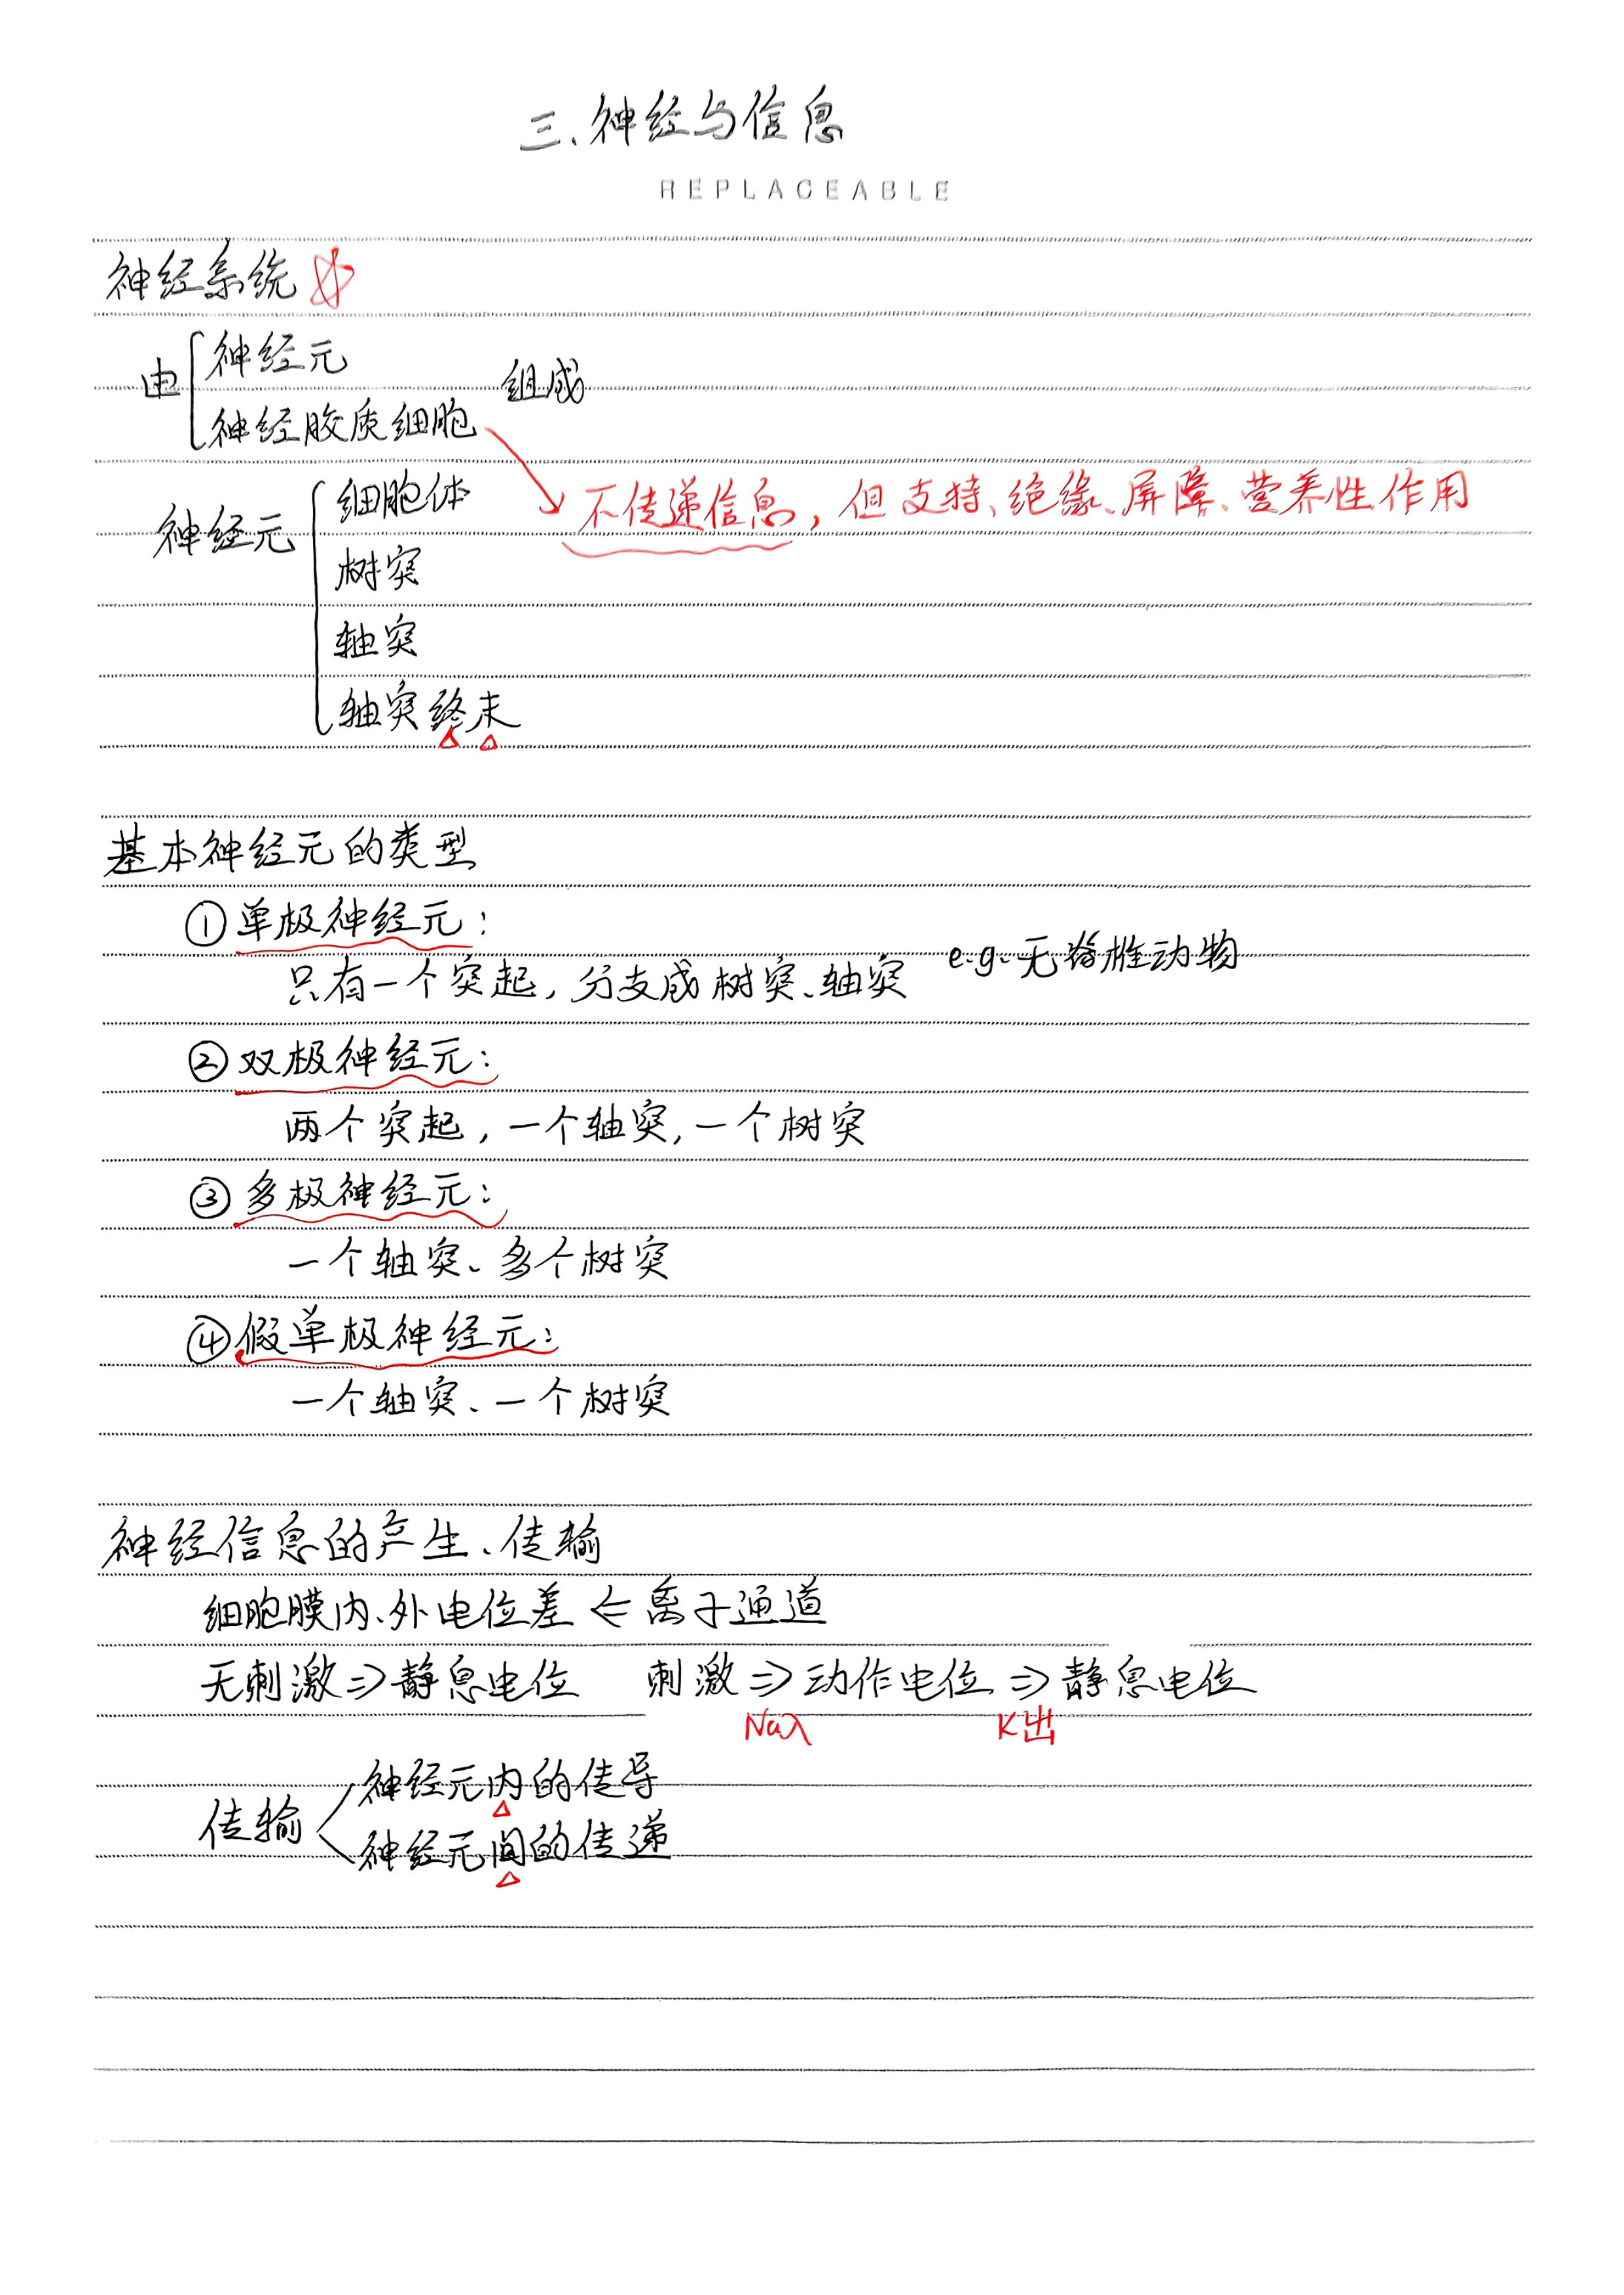 三、神经与信息
REPLACEABLE
神经系统
由 神经元 组成
神经胶质细胞
不传递信息，但支持、绝缘、屏障、营养性作用
神经元 细胞体
树突
轴突
轴突终末
基本神经元的类型
①单极神经元：
只有一个突起，分支成树突、轴突 e.g.无脊椎动物
②双极神经元：
两个突起，一个轴突，一个树突
③多极神经元：
一个轴突、多个树突
④假单极神经元：
一个轴突、一个树突
神经信息的产生、传输
细胞膜内、外电位差 ⇐ 离子通道
无刺激⇒静息电位 刺激⇒动作电位⇒静息电位
Na入 K出
传输 神经元内的传导
神经元间的传递